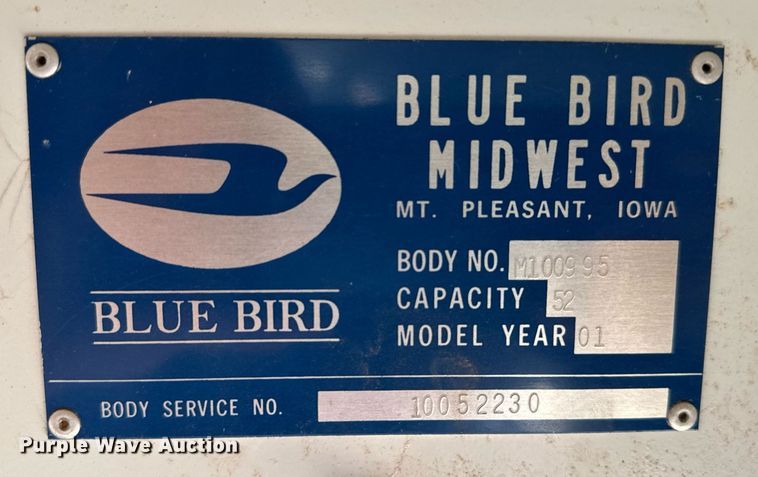 BLUE BIRD
MIDWEST
MT. PLEASANT, IOWA
BODY NO. M100995
CAPACITY 52
MODEL YEAR 01
BLUE BIRD
BODY SERVICE NO. 10052230
Purple Wave Auction